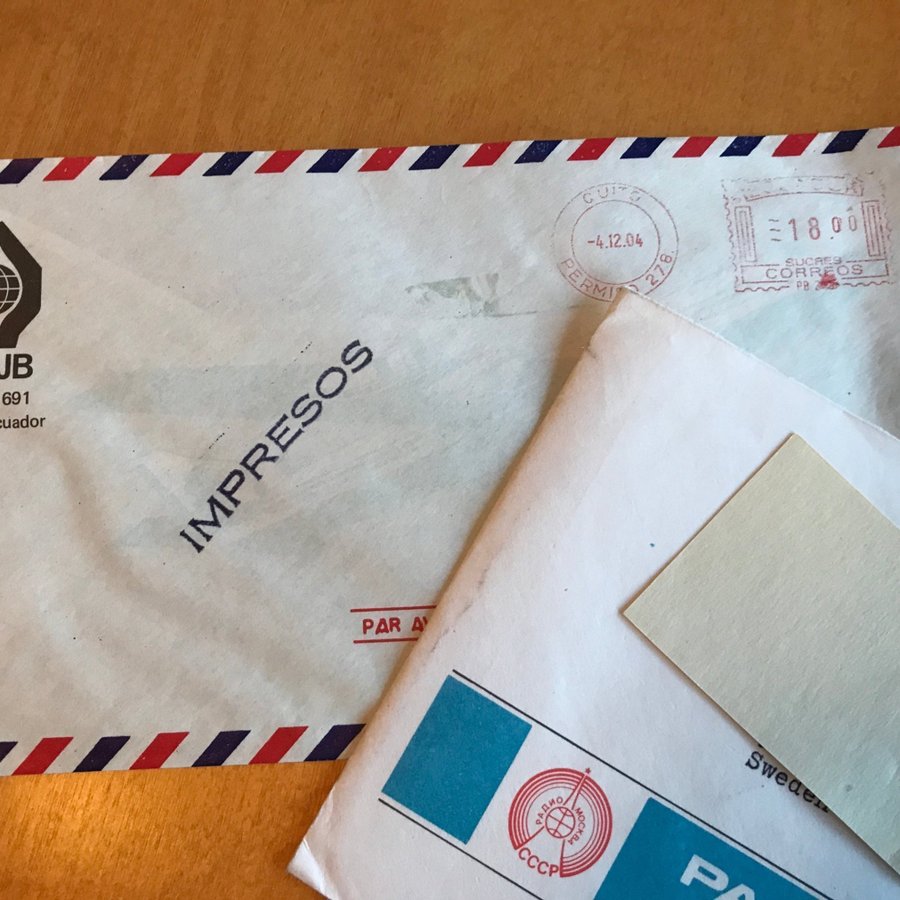 JB
691
cuador
QUITO
-4.12.04
PERMISO 278
18.00
SUCRES
CORREOS
PB
IMPRESOS
PAR AV
Sweden
РАДИО МОСКВА
СССР
PA